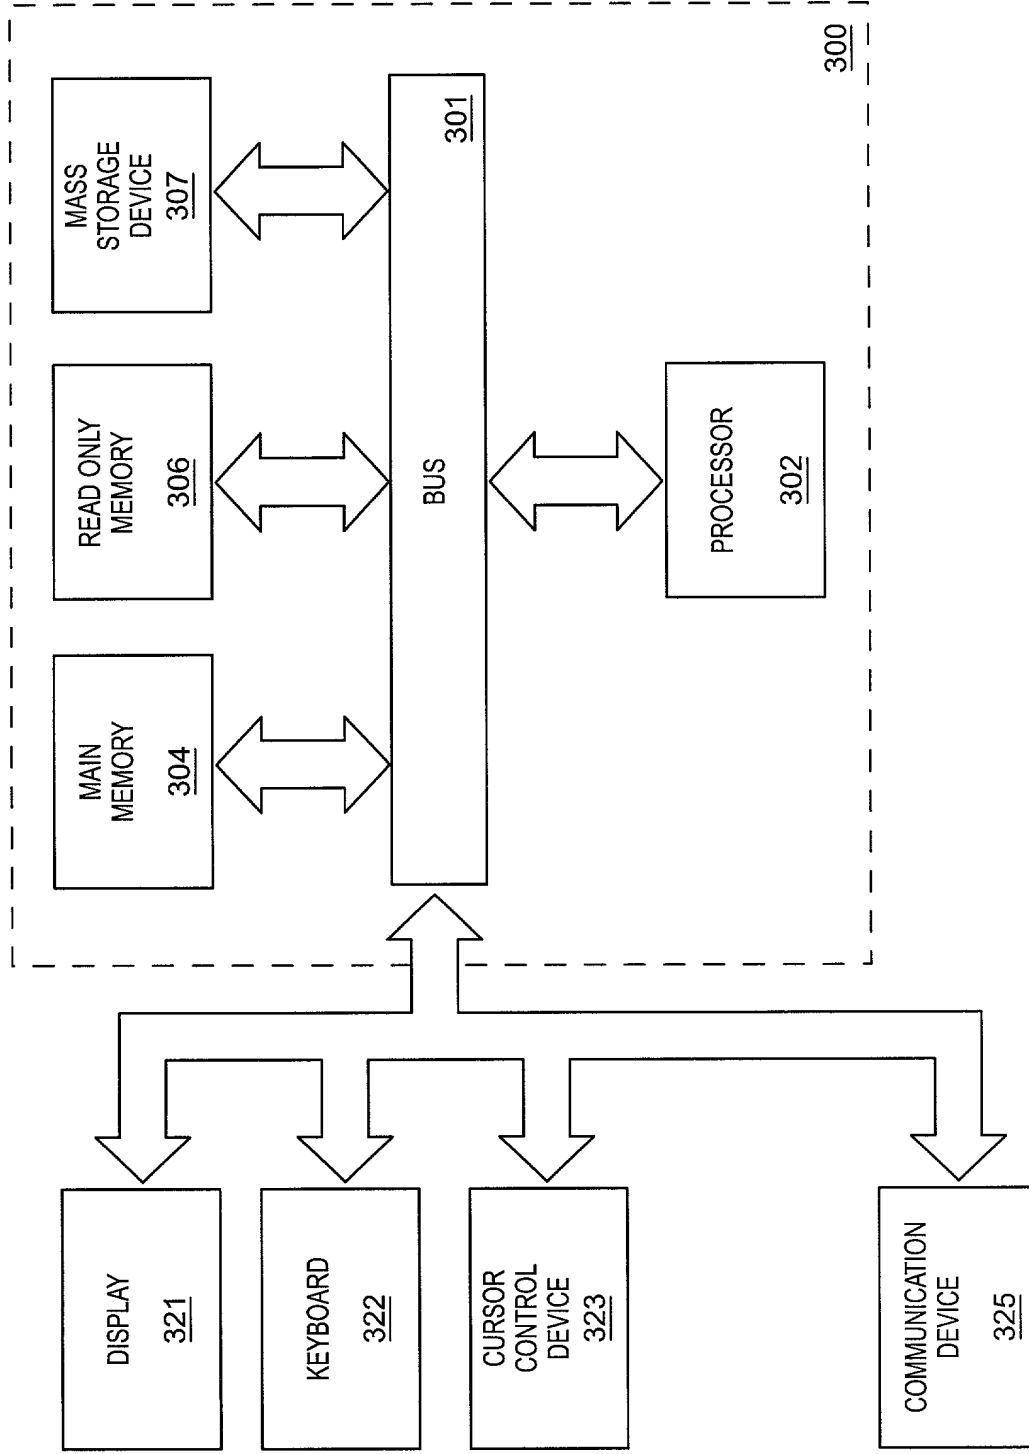 DISPLAY
321
KEYBOARD
322
CURSOR
CONTROL
DEVICE
323
COMMUNICATION
DEVICE
325
MAIN
MEMORY
304
READ ONLY
MEMORY
306
MASS
STORAGE
DEVICE
307
BUS
301
PROCESSOR
302
300